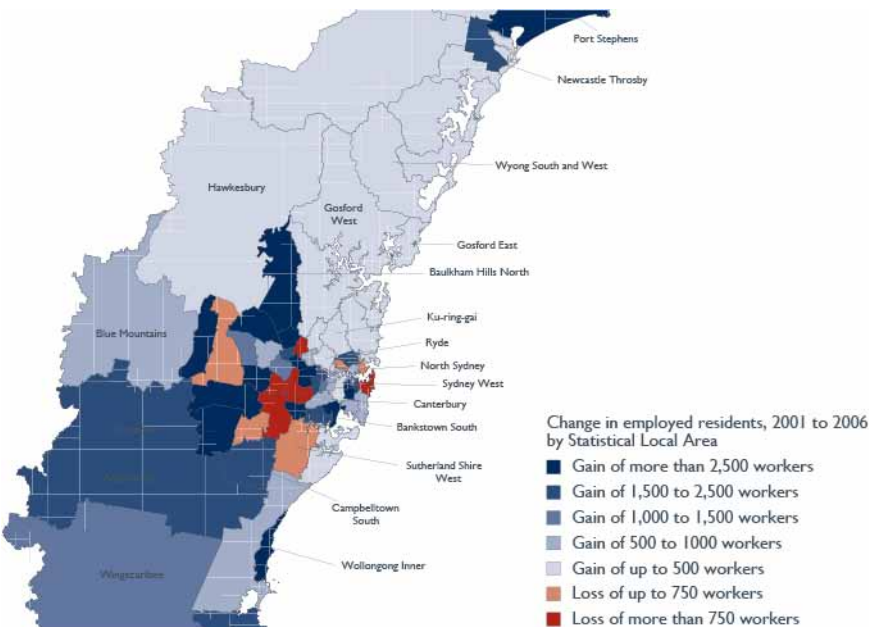 Port Stephens
Newcastle Throsby
Wyong South and West
Hawkesbury
Gosford
West
Gosford East
Baulkham Hills North
Ku-ring-gai
Blue Mountains
Ryde
North Sydney
Sydney West
Canterbury
Bankstown South
Sutherland Shire
West
Campbelltown
South
Wollongong Inner
Wingecarribee
Change in employed residents, 2001 to 2006
by Statistical Local Area
Gain of more than 2,500 workers
Gain of 1,500 to 2,500 workers
Gain of 1,000 to 1,500 workers
Gain of 500 to 1000 workers
Gain of up to 500 workers
Loss of up to 750 workers
Loss of more than 750 workers